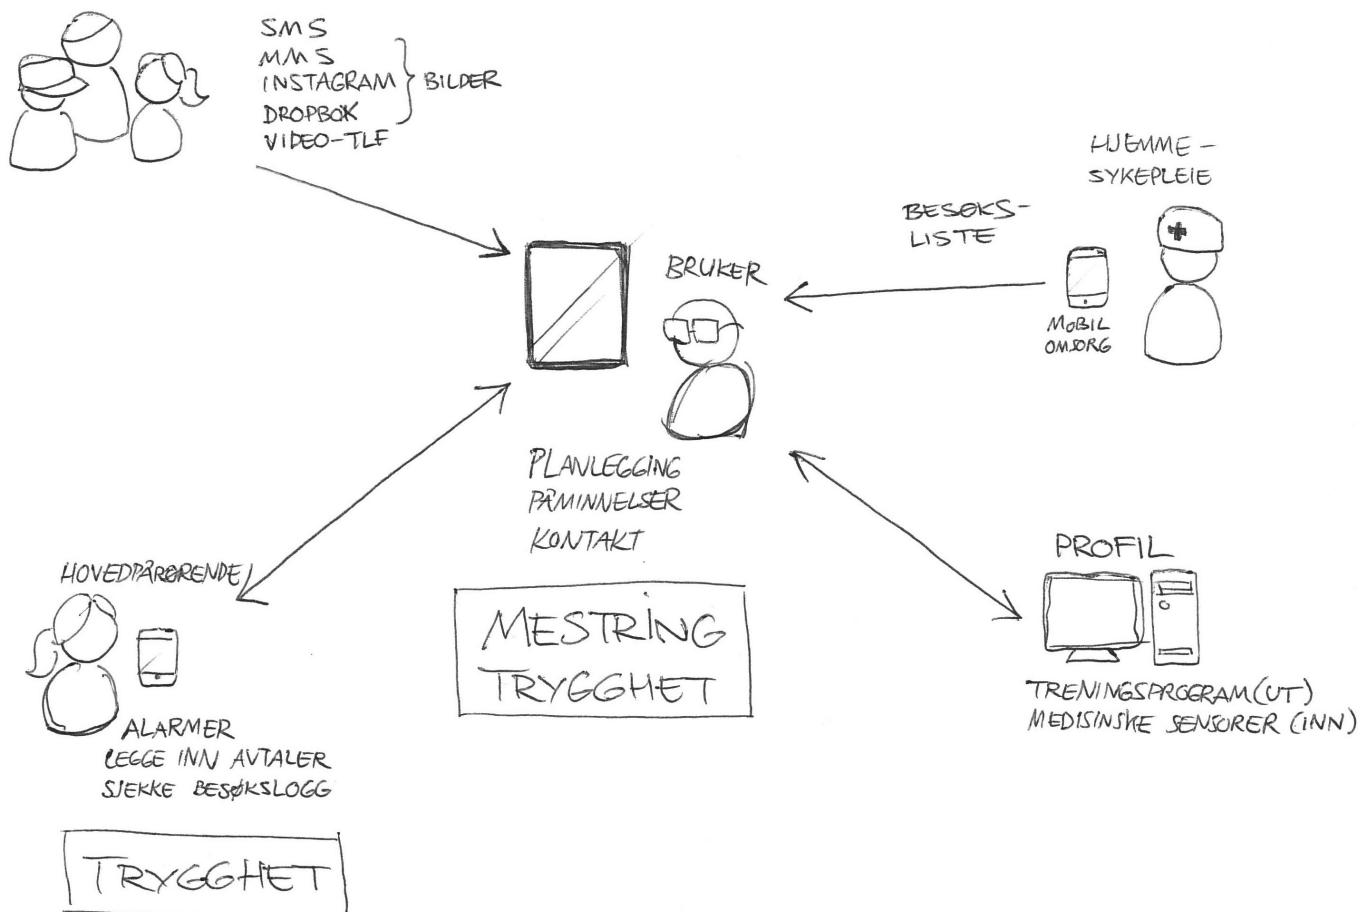 SMS
MMS
INSTAGRAM
BILDER
DROPBOX
VIDEO-TLF
HJEMME-
SYKEPLEIE
BESØKS-
LISTE
MOBIL
OMSORG
BRUKER
PLANLEGGING
PÅMINNELSER
KONTAKT
MESTRING
TRYGGHET
HOVEDPÅRØRENDE
ALARMER
LEGGE INN AVTALER
SJEKKE BESØKSLOGG
TRYGGHET
PROFIL
TRENINGSPROGRAM (UT)
MEDISINSKE SENSORER (INN)